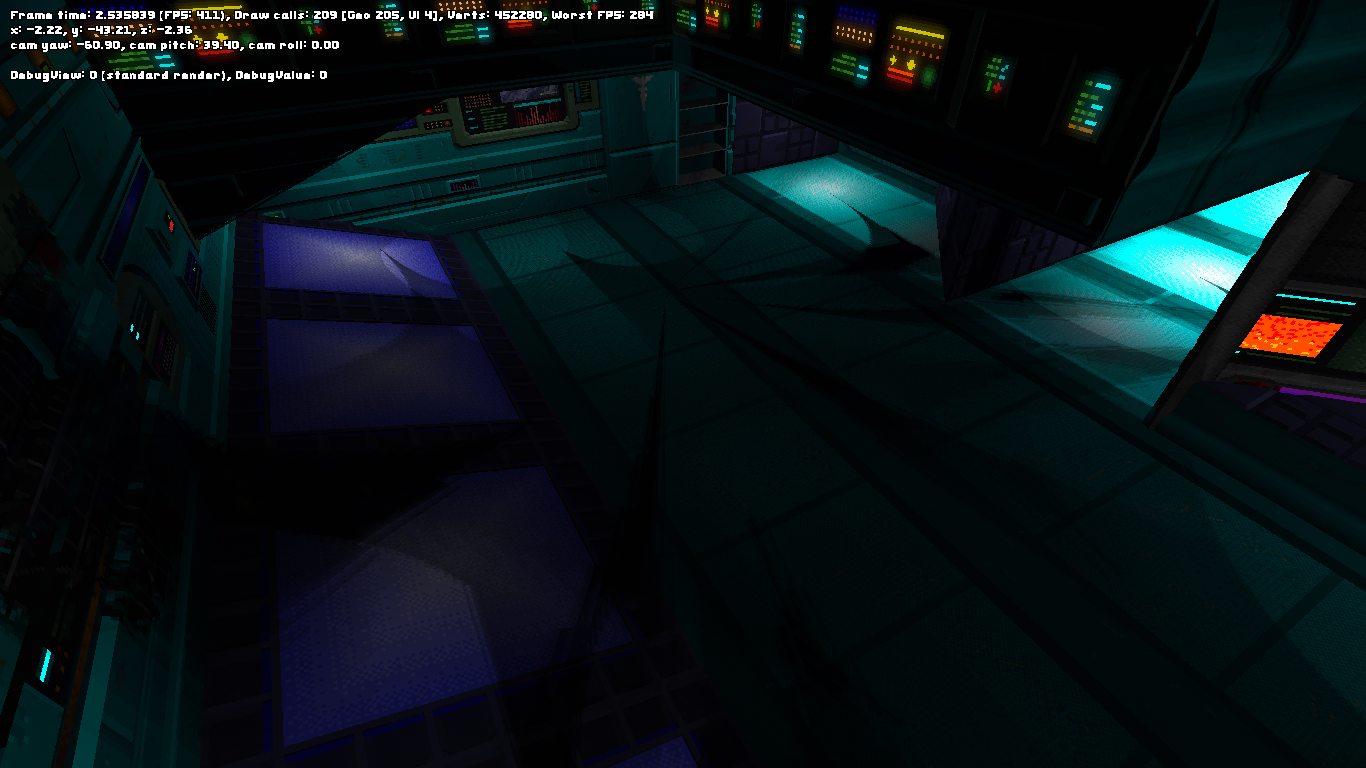 Frame time: 2.535839 [FPS: 411], Draw calls: 209 [Geo 205, UI 4], Verts: 452280, Worst FPS: 284
x: -2.22, y: -43.21, z: -2.36
cam yaw: -60.90, cam pitch: 39.40, cam roll: 0.00
DebugView: 0 (standard render), DebugValue: 0